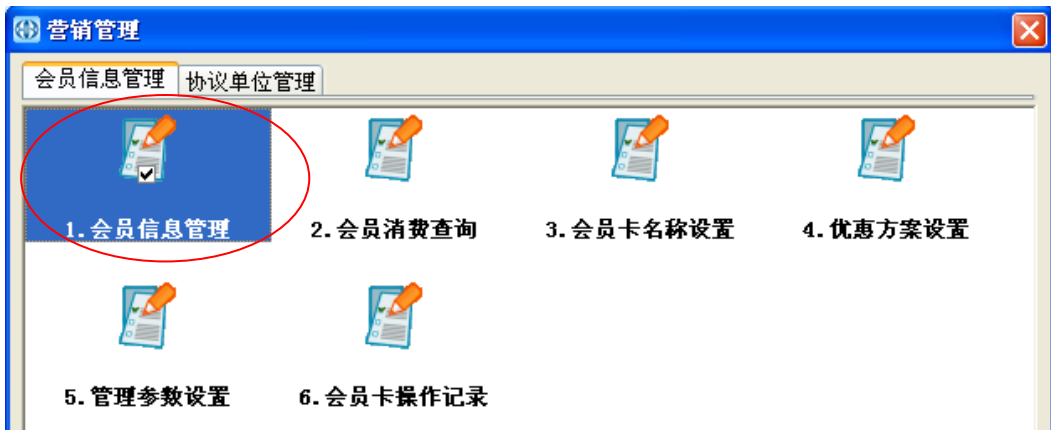 营销管理
会员信息管理 协议单位管理
1.会员信息管理 2.会员消费查询 3.会员卡名称设置 4.优惠方案设置
5.管理参数设置 6.会员卡操作记录